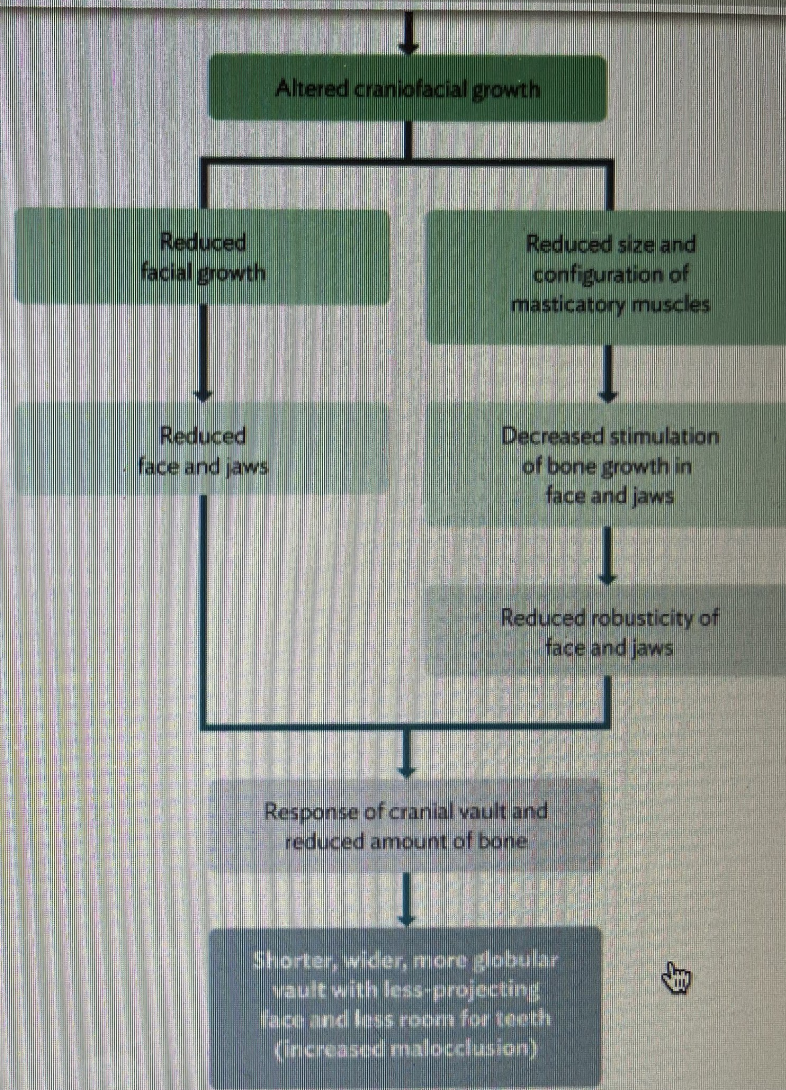 Altered craniofacial growth
Reduced
facial growth
Reduced size and
configuration of
masticatory muscles
Reduced
face and jaws
Decreased stimulation
of bone growth in
face and jaws
Reduced robusticity of
face and jaws
Response of cranial vault and
reduced amount of bone
Shorter, wider, more globular
vault with less-projecting
face and less room for teeth
(increased malocclusion)